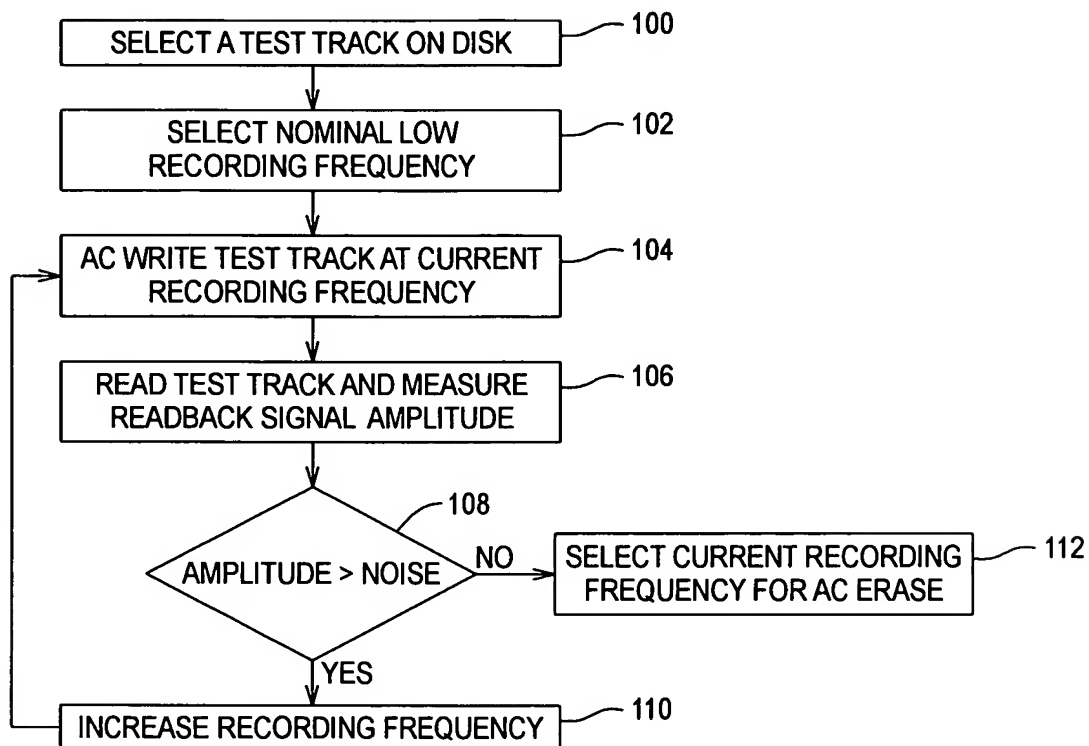 SELECT A TEST TRACK ON DISK
100
SELECT NOMINAL LOW
RECORDING FREQUENCY
102
AC WRITE TEST TRACK AT CURRENT
RECORDING FREQUENCY
104
READ TEST TRACK AND MEASURE
READBACK SIGNAL AMPLITUDE
106
AMPLITUDE > NOISE
108
NO
SELECT CURRENT RECORDING
FREQUENCY FOR AC ERASE
112
YES
INCREASE RECORDING FREQUENCY
110